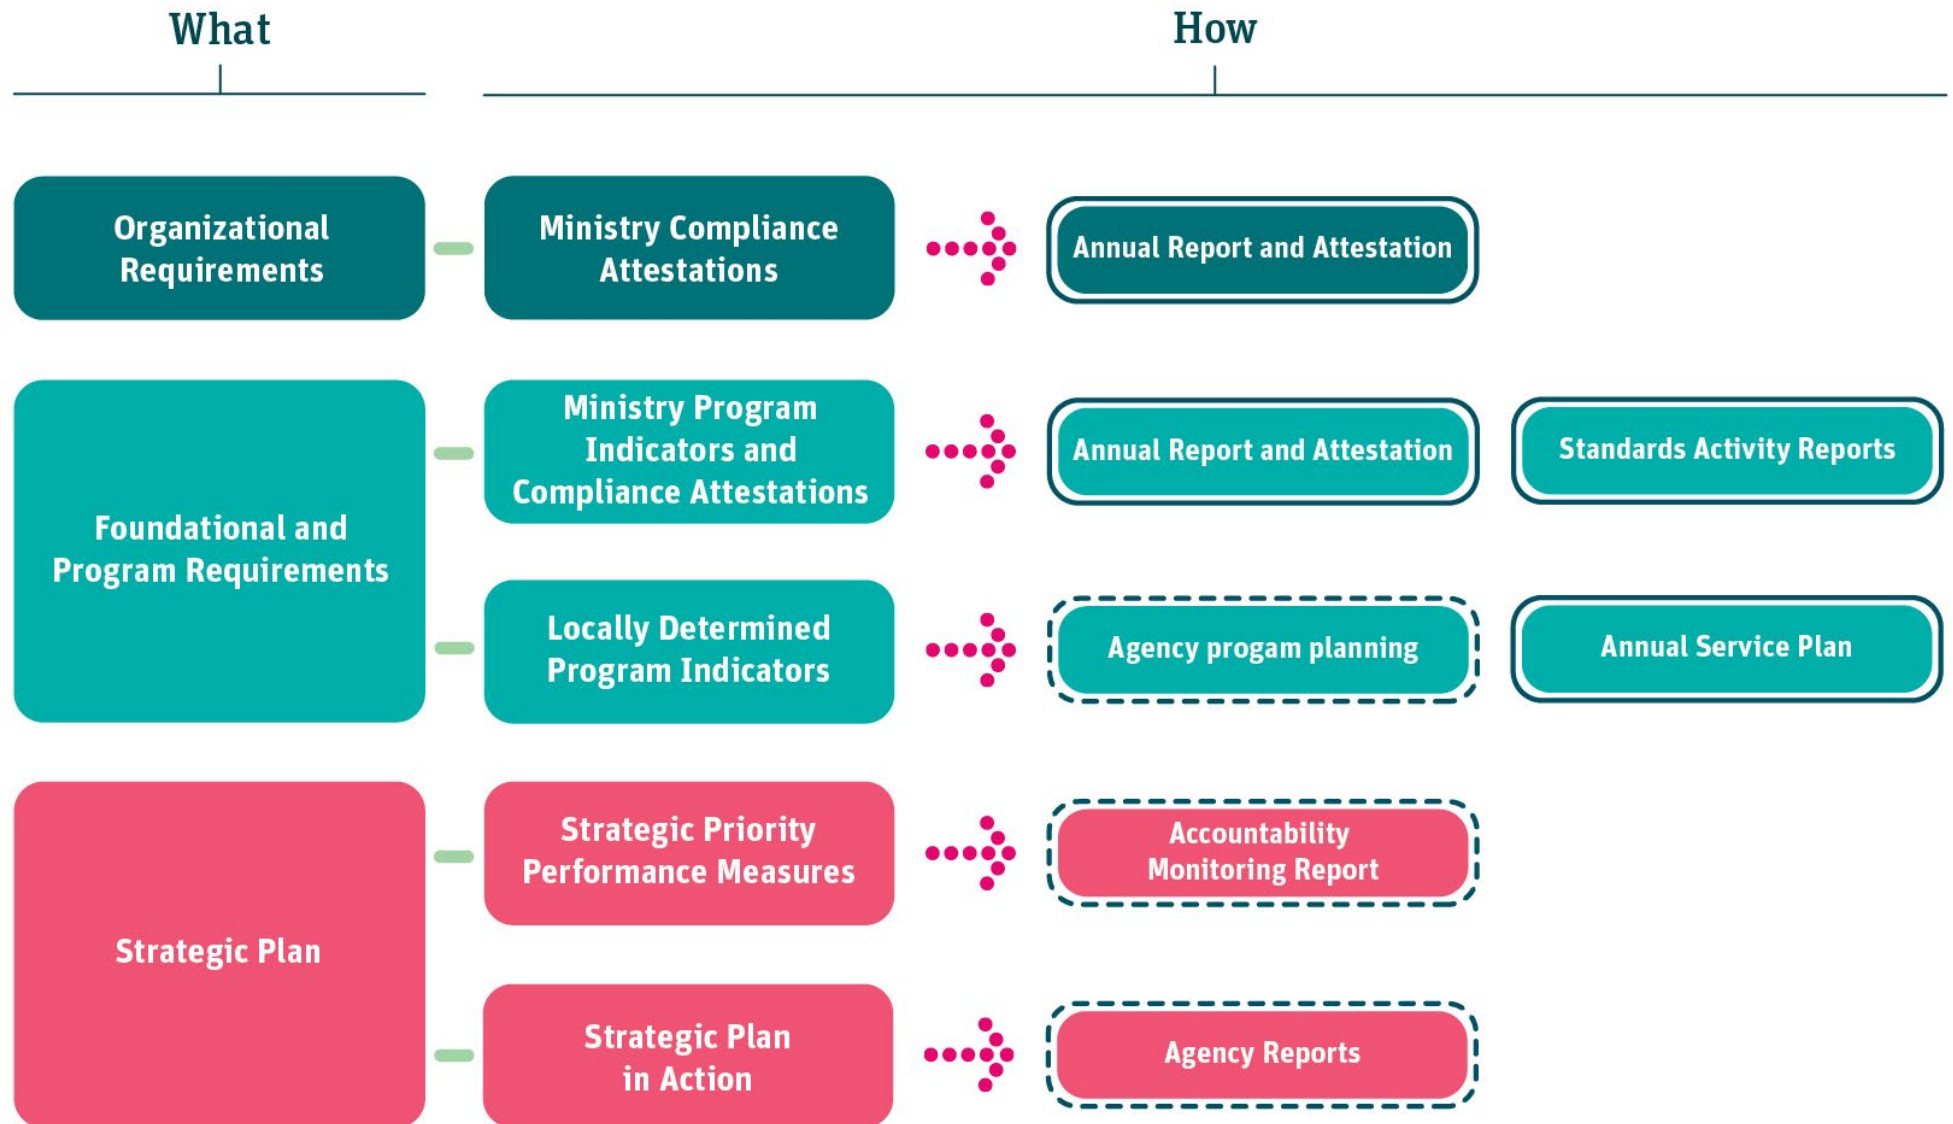 What
How
Organizational
Requirements
Ministry Compliance
Attestations
Annual Report and Attestation
Foundational and
Program Requirements
Ministry Program
Indicators and
Compliance Attestations
Annual Report and Attestation
Standards Activity Reports
Locally Determined
Program Indicators
Agency progam planning
Annual Service Plan
Strategic Plan
Strategic Priority
Performance Measures
Accountability
Monitoring Report
Strategic Plan
in Action
Agency Reports